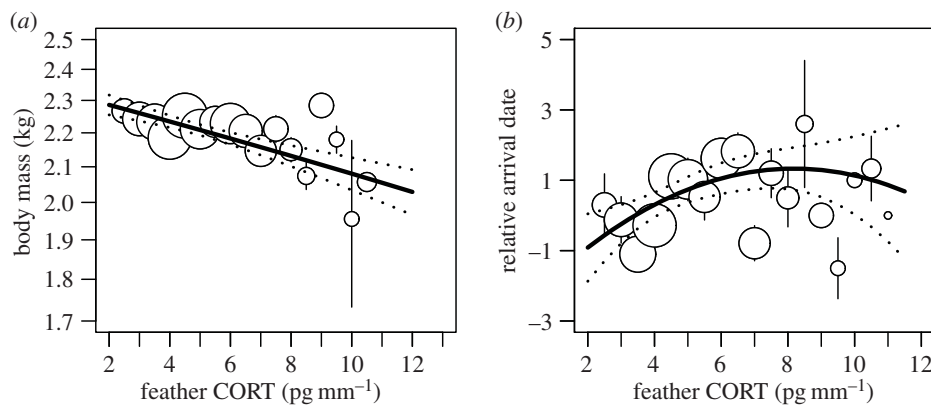 (a)
(b)
2.5
2.4
2.3
2.2
2.1
2.0
1.9
1.8
1.7
body mass (kg)
2 4 6 8 10 12
feather CORT (pg mm⁻¹)
5
3
1
−1
−3
relative arrival date
2 4 6 8 10 12
feather CORT (pg mm⁻¹)